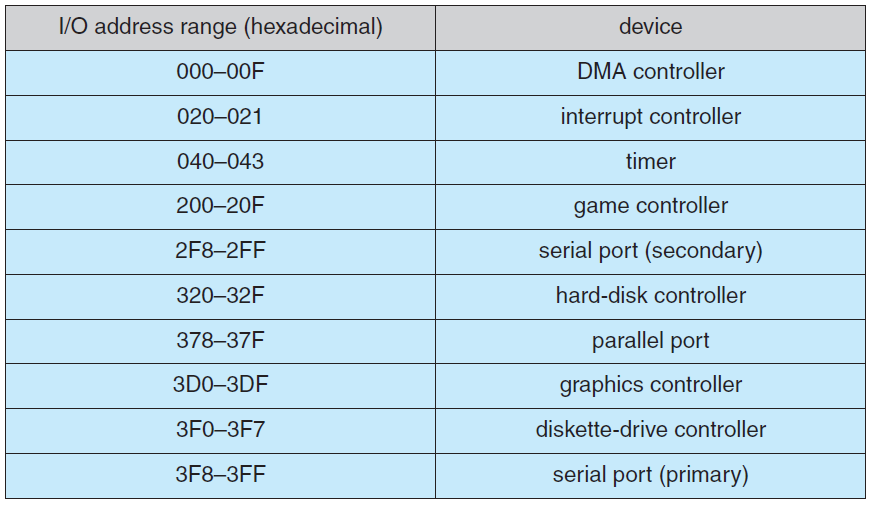 I/O address range (hexadecimal) device
000–00F DMA controller
020–021 interrupt controller
040–043 timer
200–20F game controller
2F8–2FF serial port (secondary)
320–32F hard-disk controller
378–37F parallel port
3D0–3DF graphics controller
3F0–3F7 diskette-drive controller
3F8–3FF serial port (primary)